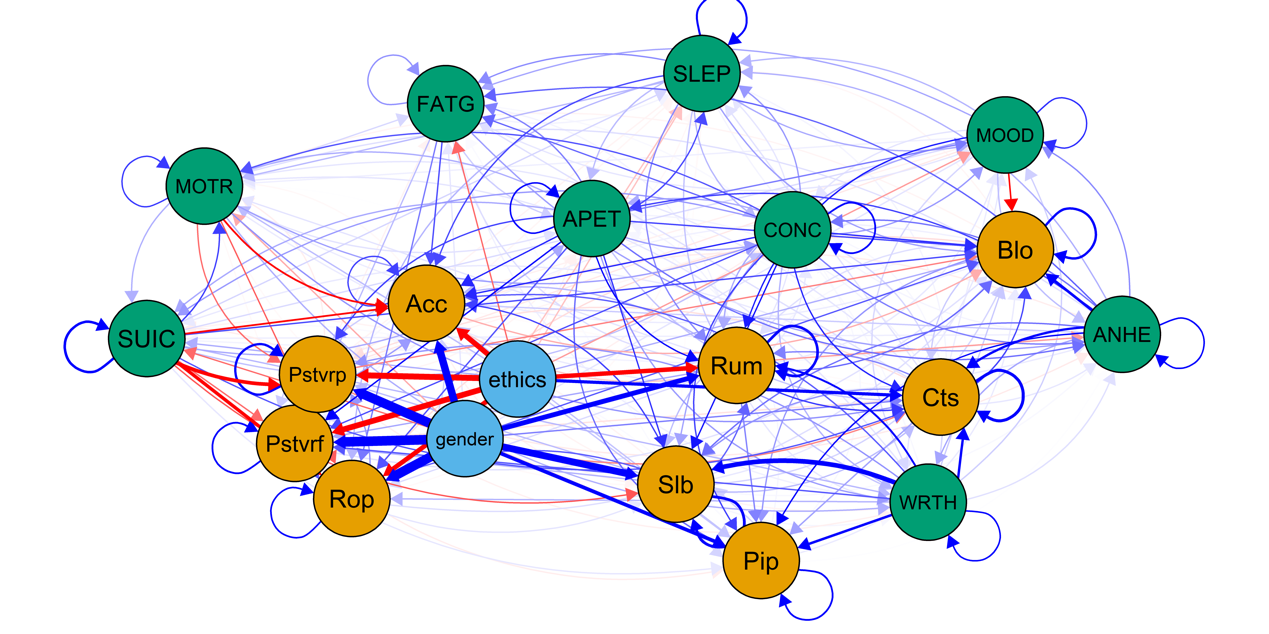 SLEP
FATG
MOOD
MOTR
APET
CONC
Blo
Acc
SUIC
ANHE
Pstvrp
ethics
Rum
Cts
Pstvrf
gender
Slb
Rop
WRTH
Pip